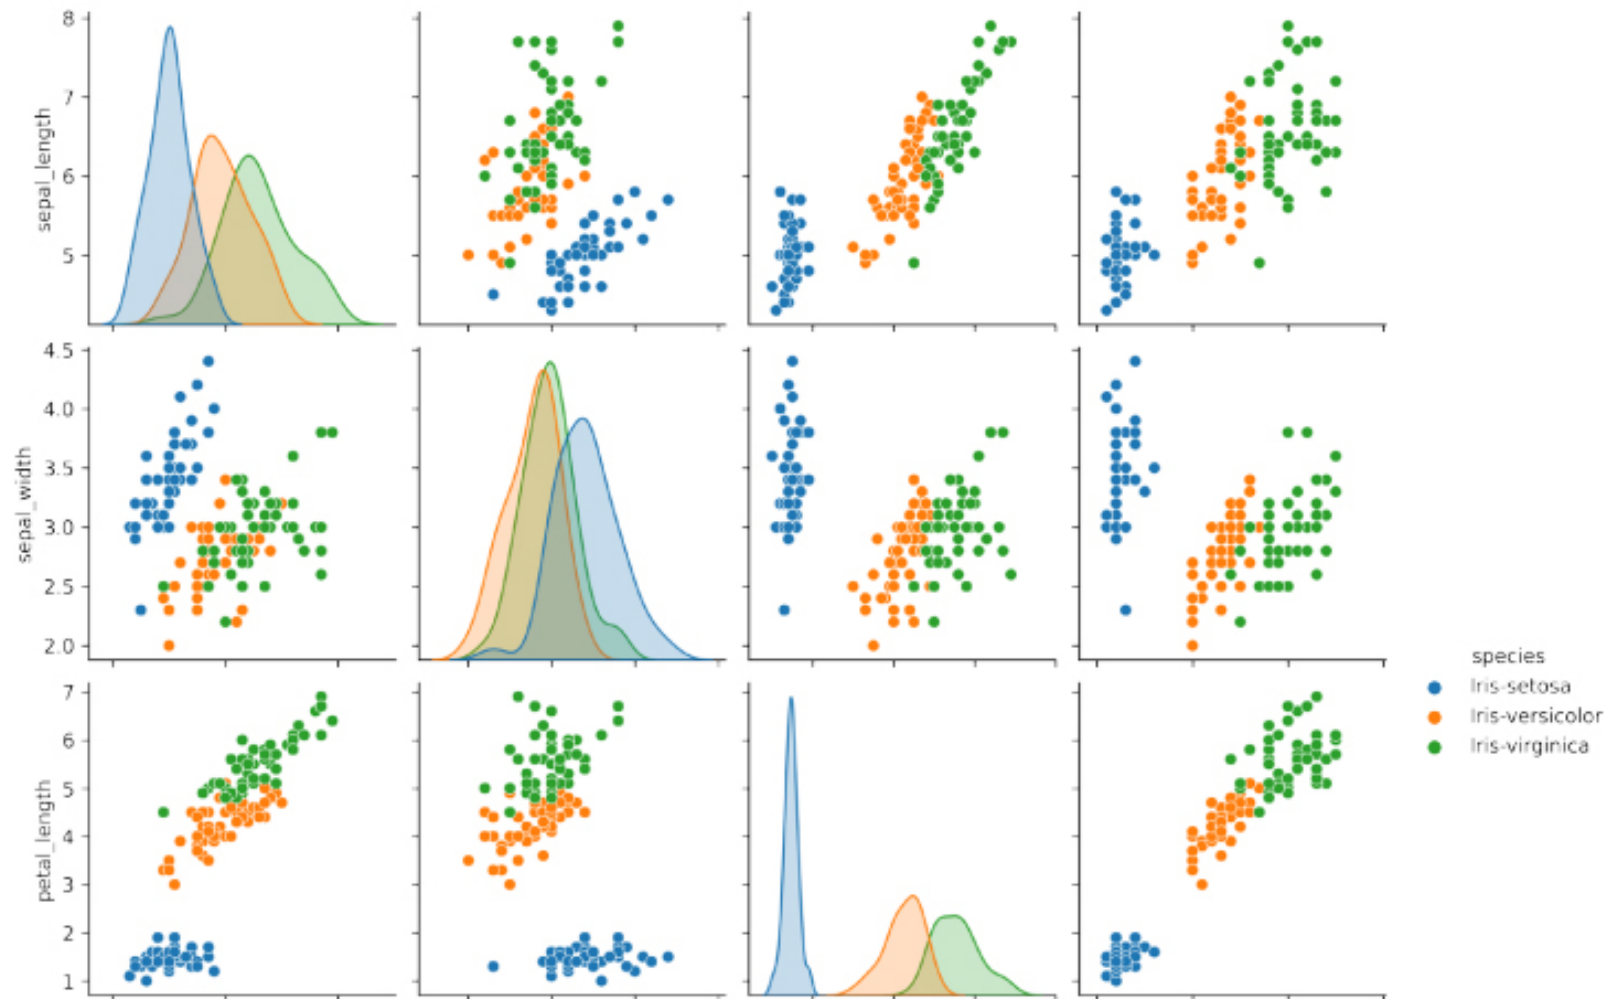 8
7
6
5
sepal_length
4.5
4.0
3.5
3.0
2.5
2.0
sepal_width
7
6
5
4
3
2
1
petal_length
species
Iris-setosa
Iris-versicolor
Iris-virginica